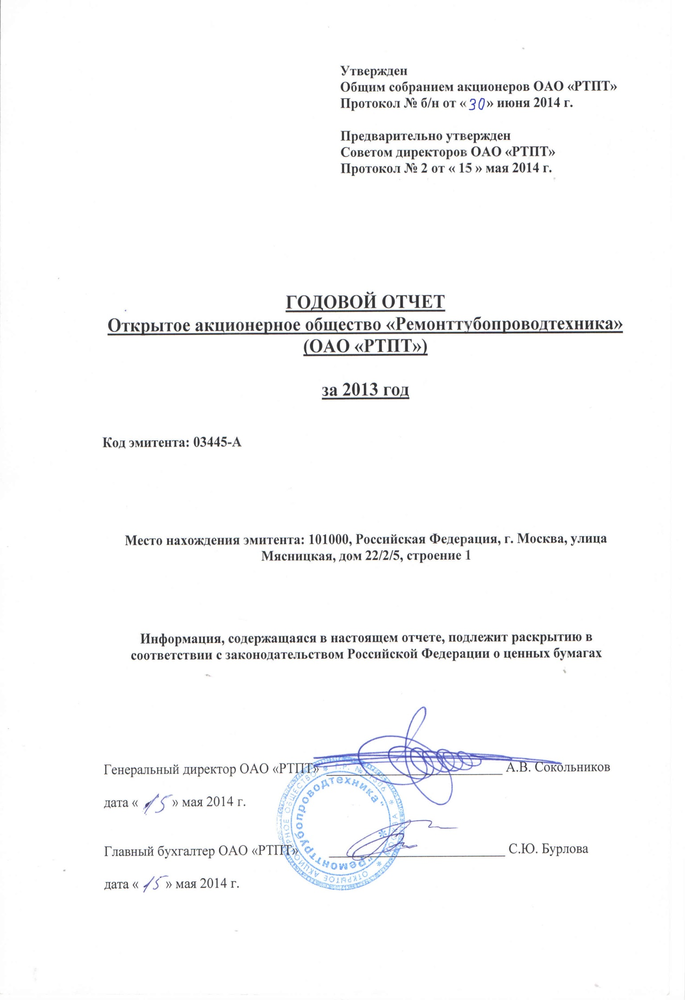 Утвержден
Общим собранием акционеров ОАО «РТПТ»
Протокол № б/н от «30» июня 2014 г.
Предварительно утвержден
Советом директоров ОАО «РТПТ»
Протокол № 2 от « 15 » мая 2014 г.
ГОДОВОЙ ОТЧЕТ
Открытое акционерное общество «Ремонттубопроводтехника»
(ОАО «РТПТ»)
за 2013 год
Код эмитента: 03445-А
Место нахождения эмитента: 101000, Российская Федерация, г. Москва, улица
Мясницкая, дом 22/2/5, строение 1
Информация, содержащаяся в настоящем отчете, подлежит раскрытию в
соответствии с законодательством Российской Федерации о ценных бумагах
Генеральный директор ОАО «РТПТ» ____________ А.В. Сокольников
дата « 15 » мая 2014 г.
Главный бухгалтер ОАО «РТПТ» ____________ С.Ю. Бурлова
дата « 15 » мая 2014 г.
ОТКРЫТОЕ АКЦИОНЕРНОЕ ОБЩЕСТВО * Г.Р. № * МОСКВА *
"Ремонттрубопроводтехника" *